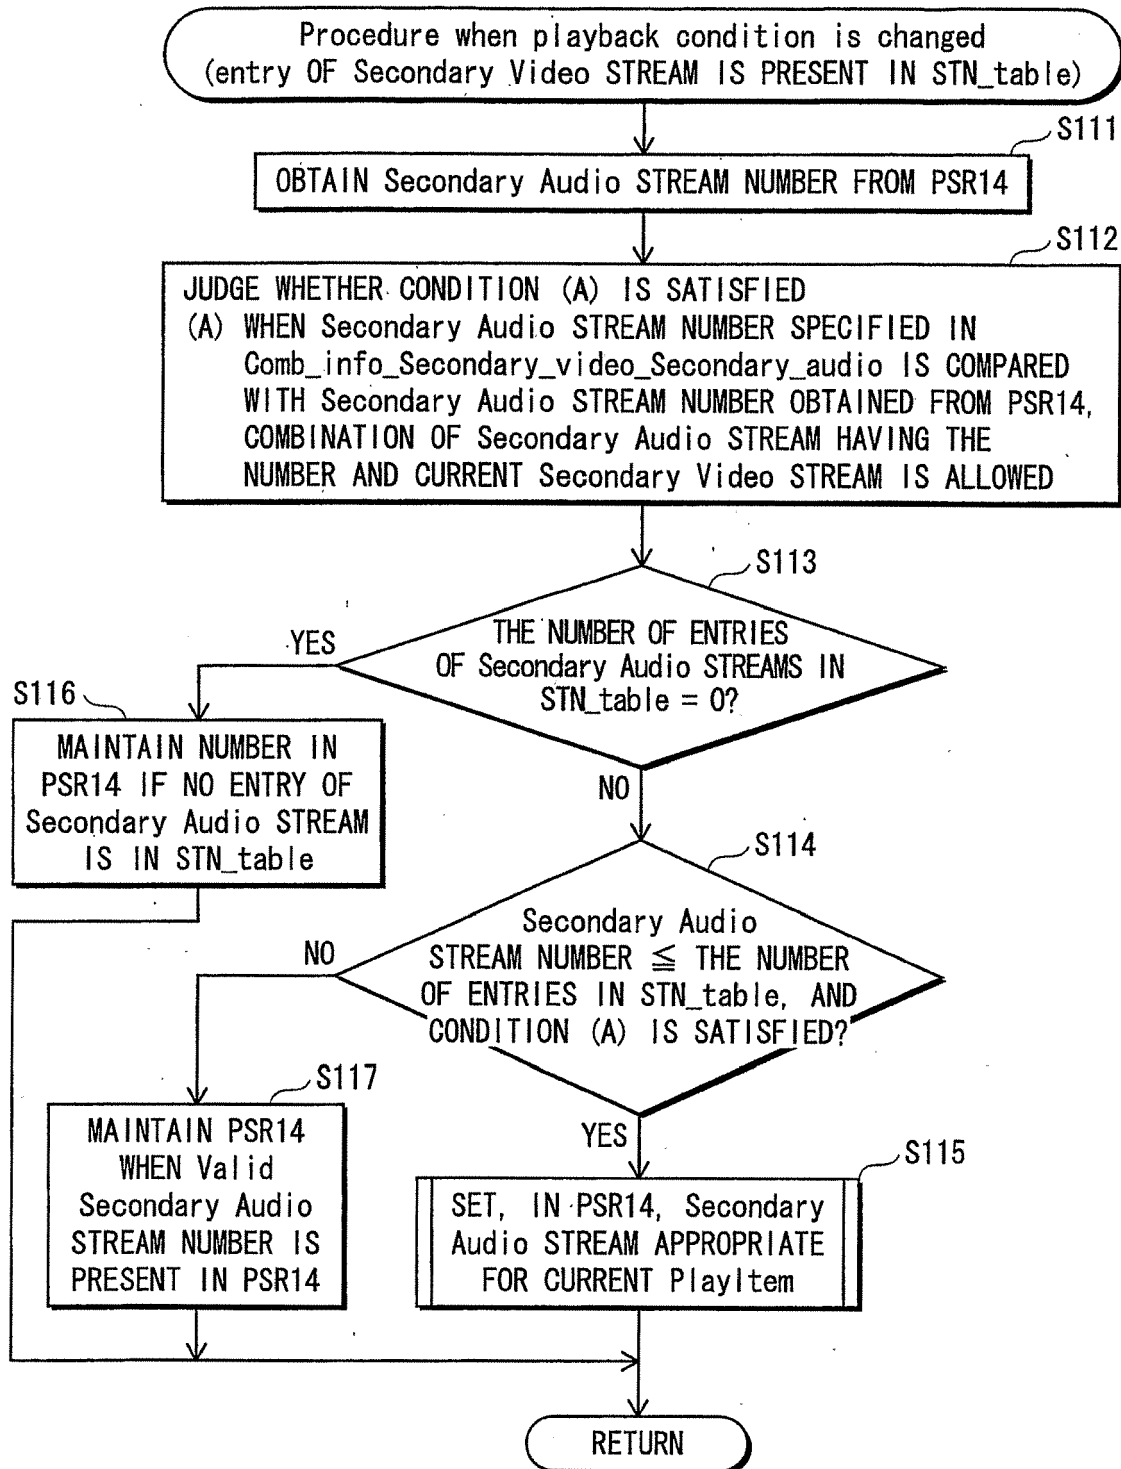 Procedure when playback condition is changed
(entry OF Secondary Video STREAM IS PRESENT IN STN_table)
S111
OBTAIN Secondary Audio STREAM NUMBER FROM PSR14
S112
JUDGE WHETHER CONDITION (A) IS SATISFIED
(A) WHEN Secondary Audio STREAM NUMBER SPECIFIED IN
Comb_info_Secondary_video_Secondary_audio IS COMPARED
WITH Secondary Audio STREAM NUMBER OBTAINED FROM PSR14,
COMBINATION OF Secondary Audio STREAM HAVING THE
NUMBER AND CURRENT Secondary Video STREAM IS ALLOWED
S113
THE NUMBER OF ENTRIES
OF Secondary Audio STREAMS IN
STN_table = 0?
YES
S116
MAINTAIN NUMBER IN
PSR14 IF NO ENTRY OF
Secondary Audio STREAM
IS IN STN_table
NO
S114
Secondary Audio
STREAM NUMBER ≦ THE NUMBER
OF ENTRIES IN STN_table, AND
CONDITION (A) IS SATISFIED?
NO
S117
MAINTAIN PSR14
WHEN Valid
Secondary Audio
STREAM NUMBER IS
PRESENT IN PSR14
YES
S115
SET, IN PSR14, Secondary
Audio STREAM APPROPRIATE
FOR CURRENT PlayItem
RETURN